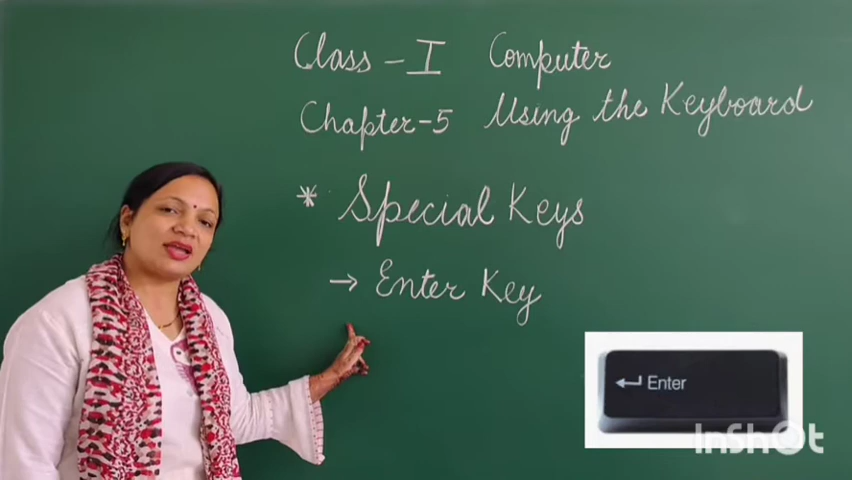 Class - I Computer
Chapter-5 Using the Keyboard
* Special Keys
→ Enter Key
Enter
InShOt